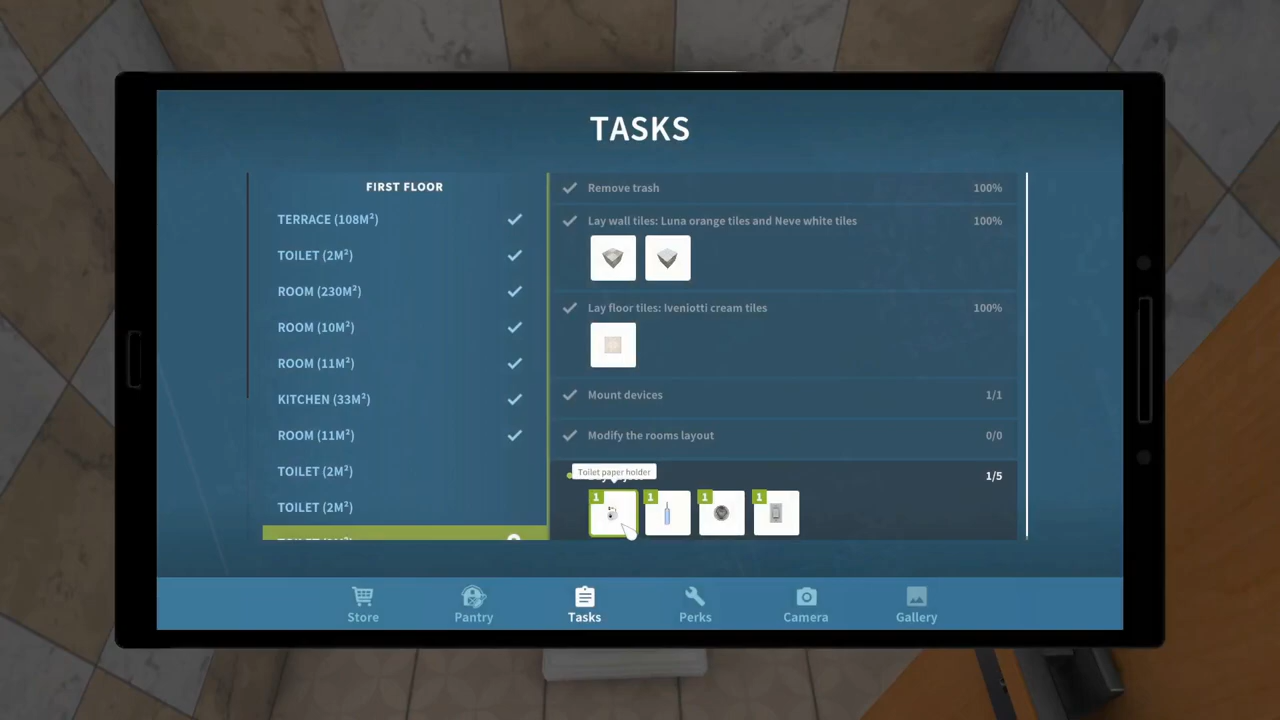 TASKS
FIRST FLOOR
TERRACE (108M²)
TOILET (2M²)
ROOM (230M²)
ROOM (10M²)
ROOM (11M²)
KITCHEN (33M²)
ROOM (11M²)
TOILET (2M²)
TOILET (2M²)
Remove trash 100%
Lay wall tiles: Luna orange tiles and Neve white tiles 100%
Lay floor tiles: Iveniotti cream tiles 100%
Mount devices 1/1
Modify the rooms layout 0/0
Toilet paper holder
1/5
1 1 1 1
Store Pantry Tasks Perks Camera Gallery